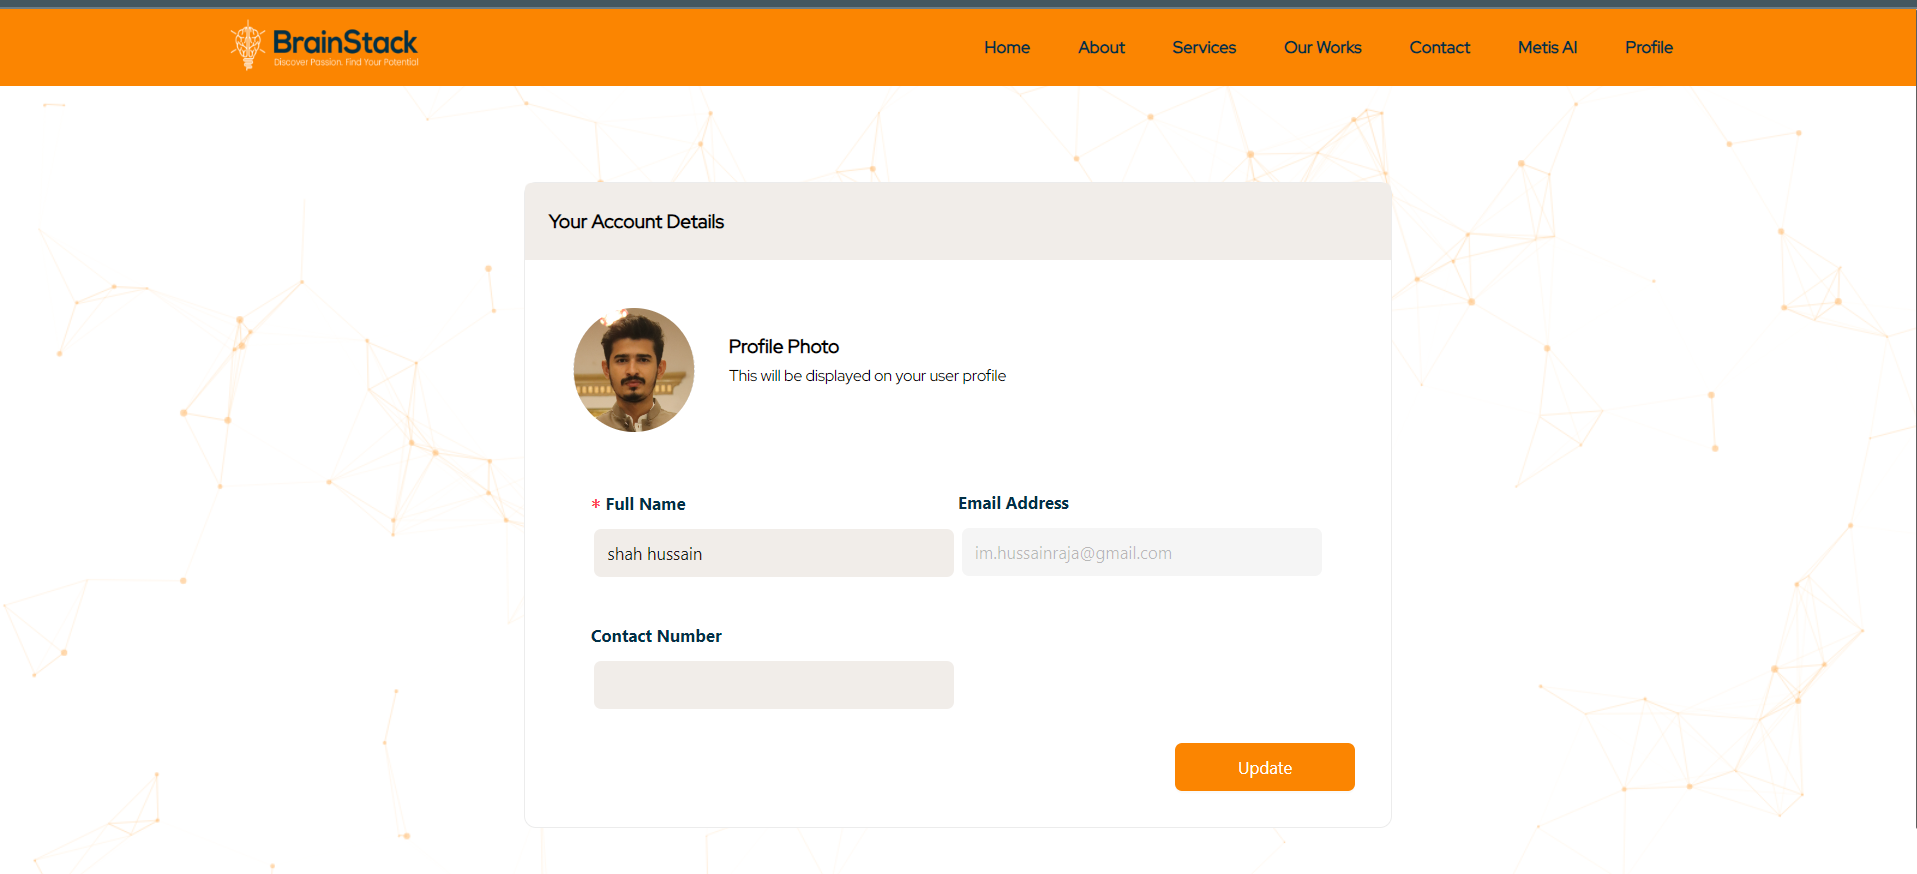 BrainStack
Discover Passion. Find Your Potential
Home About Services Our Works Contact Metis AI Profile
Your Account Details
Profile Photo
This will be displayed on your user profile
* Full Name
shah hussain
Email Address
im.hussainraja@gmail.com
Contact Number
Update